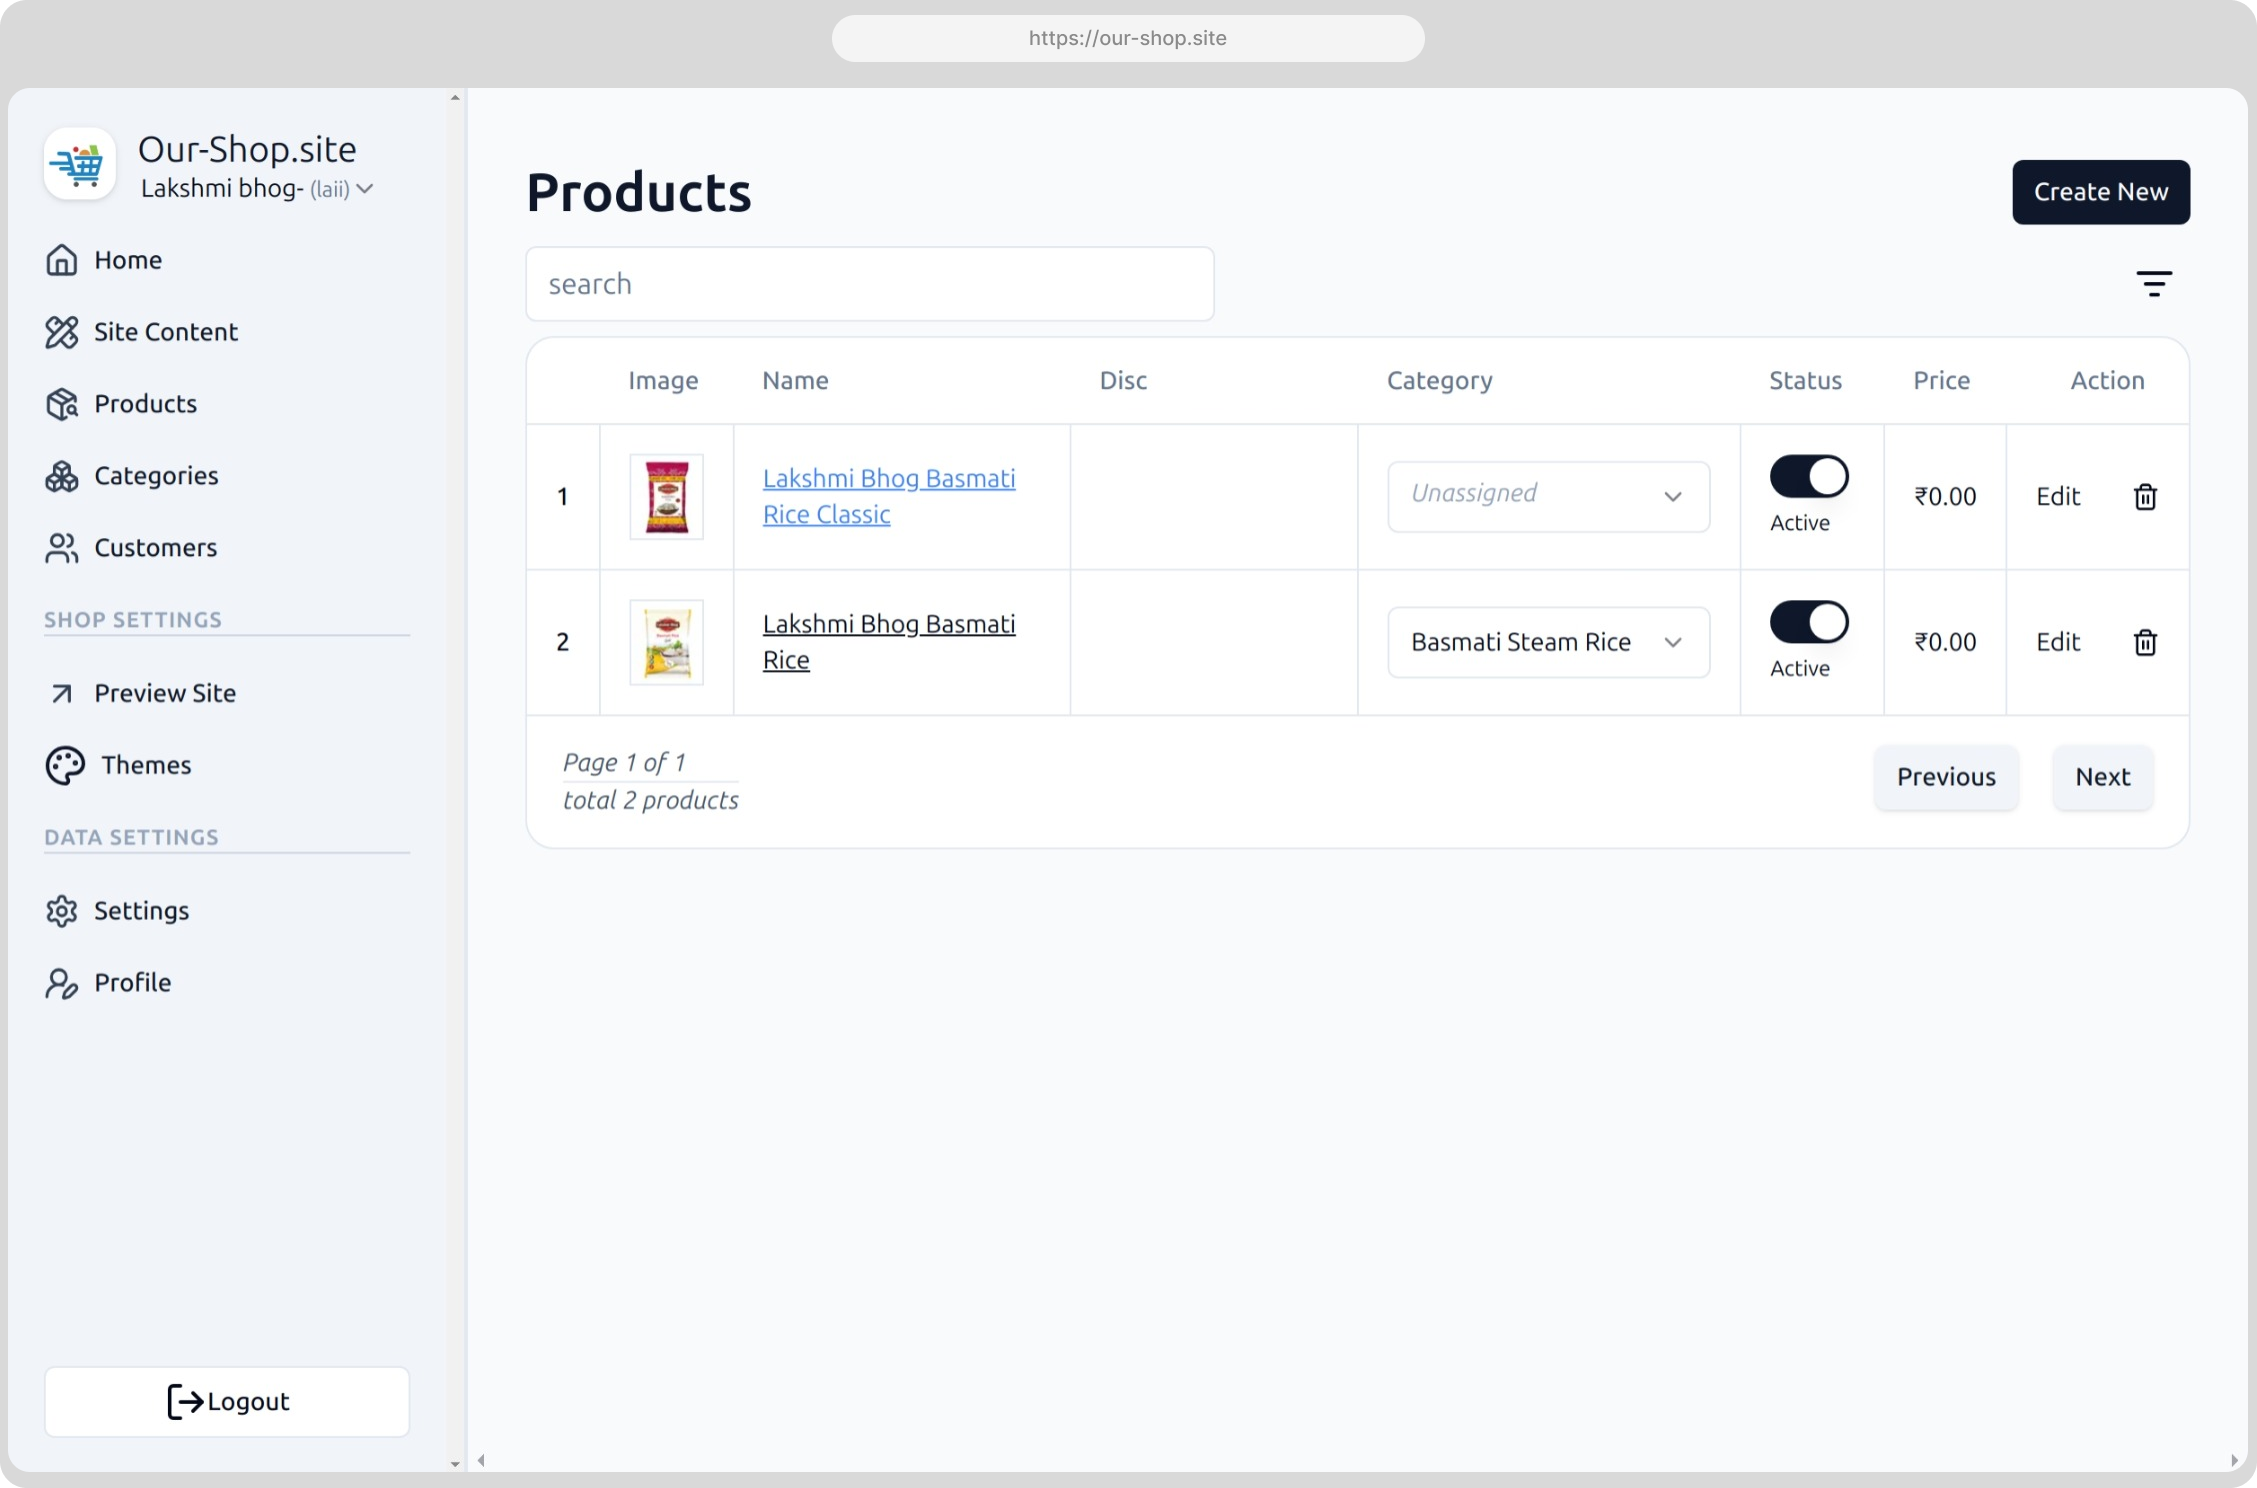 https://our-shop.site
Our-Shop.site
Lakshmi bhog- (laii)
Home
Site Content
Products
Categories
Customers
SHOP SETTINGS
Preview Site
Themes
DATA SETTINGS
Settings
Profile
Logout
Products
Create New
search
Image Name Disc Category Status Price Action
1 Lakshmi Bhog Basmati Rice Classic Unassigned Active ₹0.00 Edit
2 Lakshmi Bhog Basmati Rice Basmati Steam Rice Active ₹0.00 Edit
Page 1 of 1
total 2 products
Previous Next